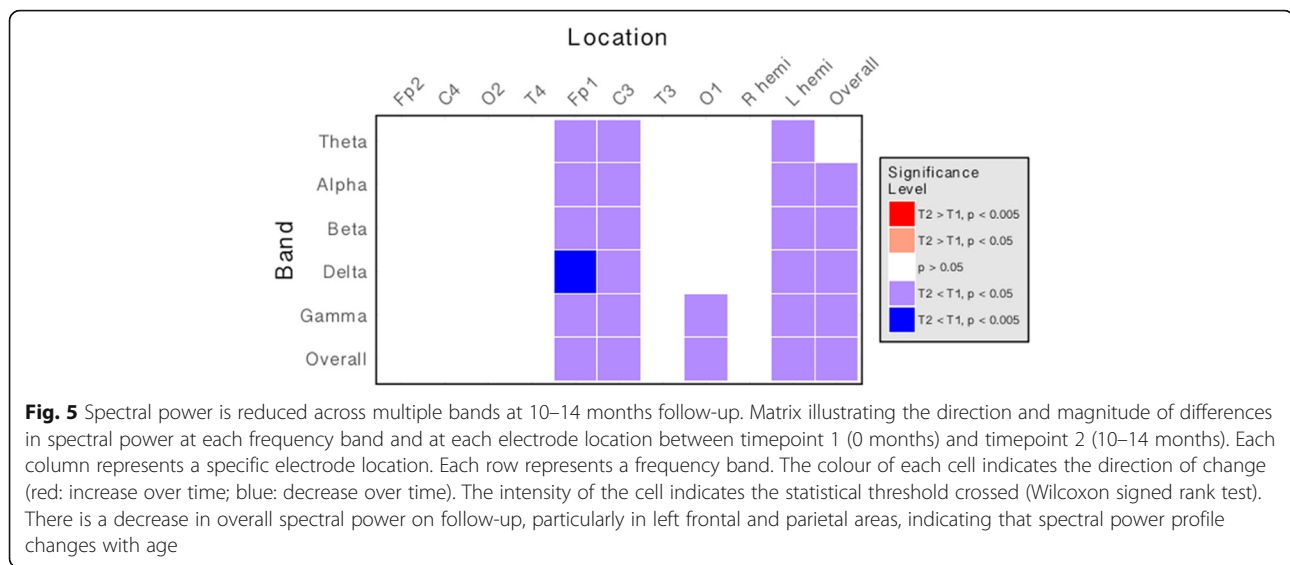 Location
Fp2 C4 O2 T4 Fp1 C3 T3 O1 R hemi L hemi Overall
Band
Theta
Alpha
Beta
Delta
Gamma
Overall
Significance
Level
T2 > T1, p < 0.005
T2 > T1, p < 0.05
p > 0.05
T2 < T1, p < 0.05
T2 < T1, p < 0.005
Fig. 5 Spectral power is reduced across multiple bands at 10–14 months follow-up. Matrix illustrating the direction and magnitude of differences
in spectral power at each frequency band and at each electrode location between timepoint 1 (0 months) and timepoint 2 (10–14 months). Each
column represents a specific electrode location. Each row represents a frequency band. The colour of each cell indicates the direction of change
(red: increase over time; blue: decrease over time). The intensity of the cell indicates the statistical threshold crossed (Wilcoxon signed rank test).
There is a decrease in overall spectral power on follow-up, particularly in left frontal and parietal areas, indicating that spectral power profile
changes with age